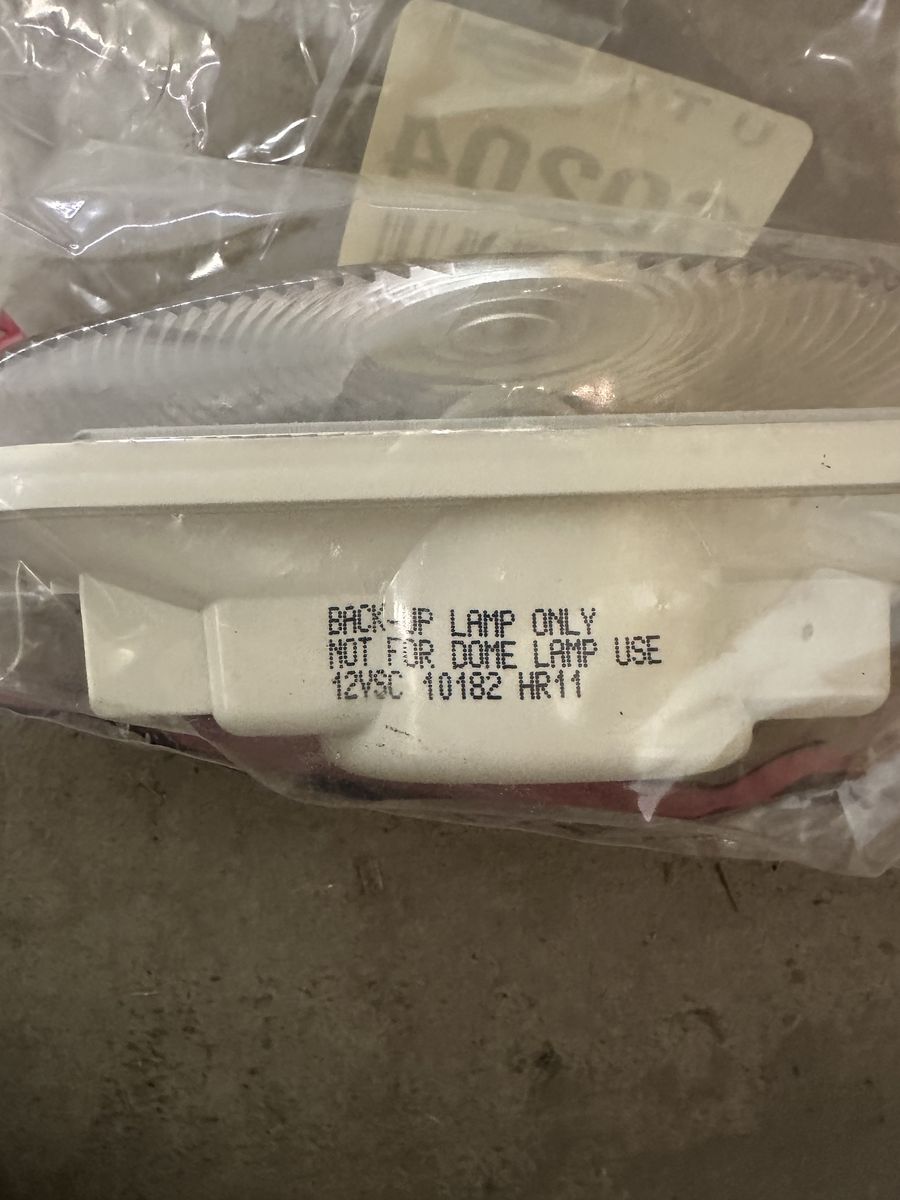 BACK-UP LAMP ONLY
NOT FOR DOME LAMP USE
12VSC 10182 HR11